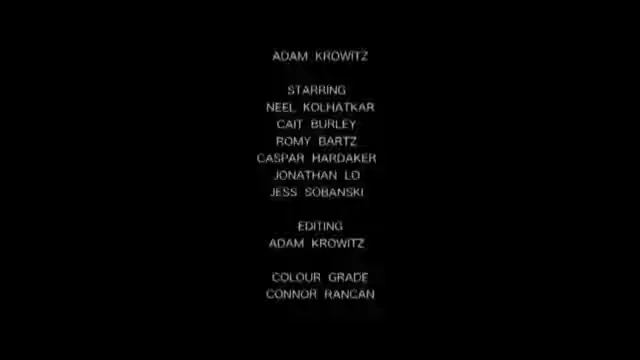 ADAM KROWITZ
STARRING
NEEL KOLHATKAR
CAIT BURLEY
ROMY BARTZ
CASPAR HARDAKER
JONATHAN LO
JESS SOBANSKI
EDITING
ADAM KROWITZ
COLOUR GRADE
CONNOR RANCAN